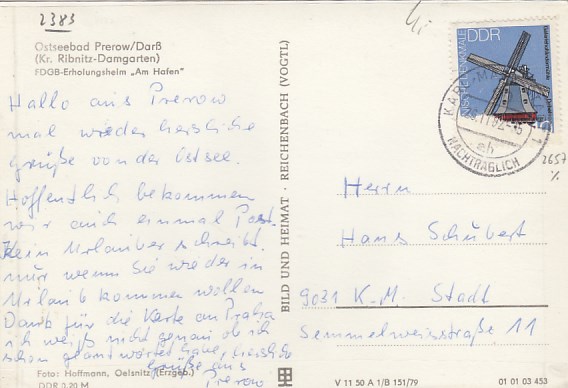 2383
Ostseebad Prerow/Darß
(Kr. Ribnitz-Damgarten)
FDGB-Erholungsheim „Am Hafen"
Hallo aus Prerow
mal wieder herzliche
grüße von der Ostsee.
Hoffentlich bekommen
wir auch einmal Post.
Kein Urlauber schreibt.
nur wenn Sie wieder in
Urlaub kommen wollen
Dank für die Karte an
ich weiß nicht genau ob ich
schon geantwortet habe, herzliche
grüße aus
Prerow
Foto: Hoffmann, Oelsnitz (Erzgeb.)
DDR 0,20 M
BILD UND HEIMAT · REICHENBACH (VOGTL)
DDR
NACHTRÄGLICH
2657
Herrn
Hans Schubert
9031 K.-M. Stadt
Semmelweisstraße 11
V 11 50 A 1/B 151/79
01 01 03 453